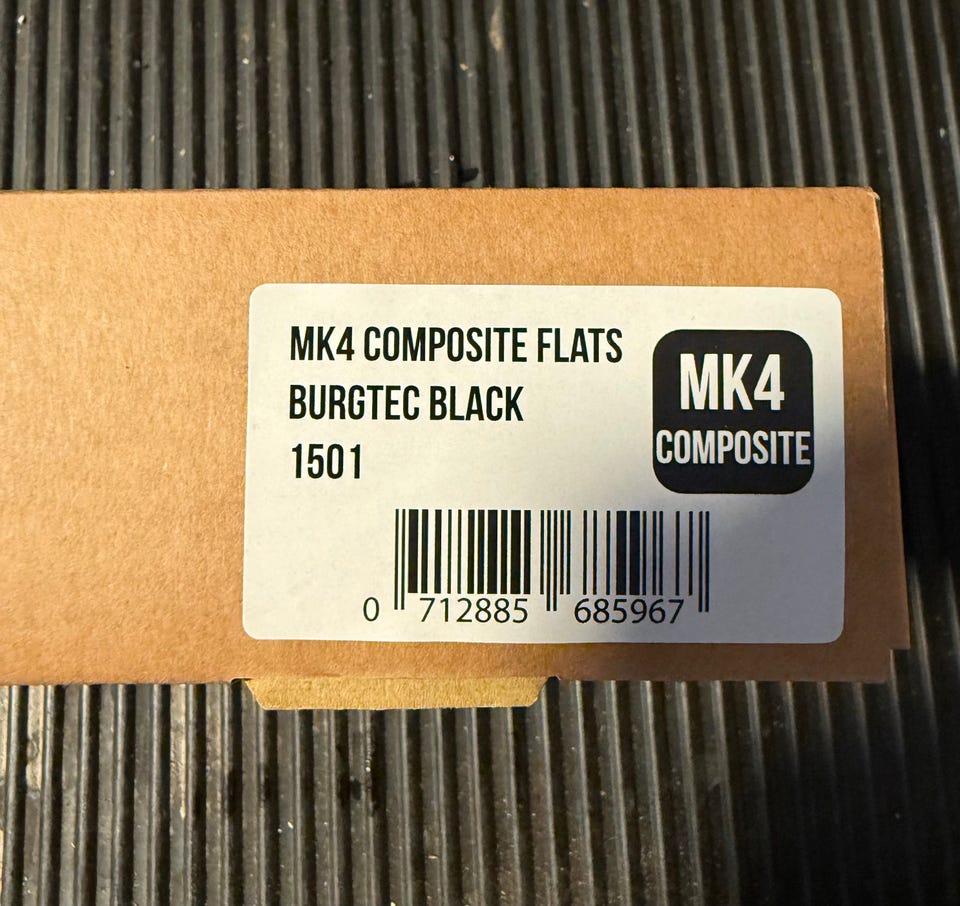 MK4 COMPOSITE FLATS
BURGTEC BLACK
1501
MK4
COMPOSITE
0 712885 685967